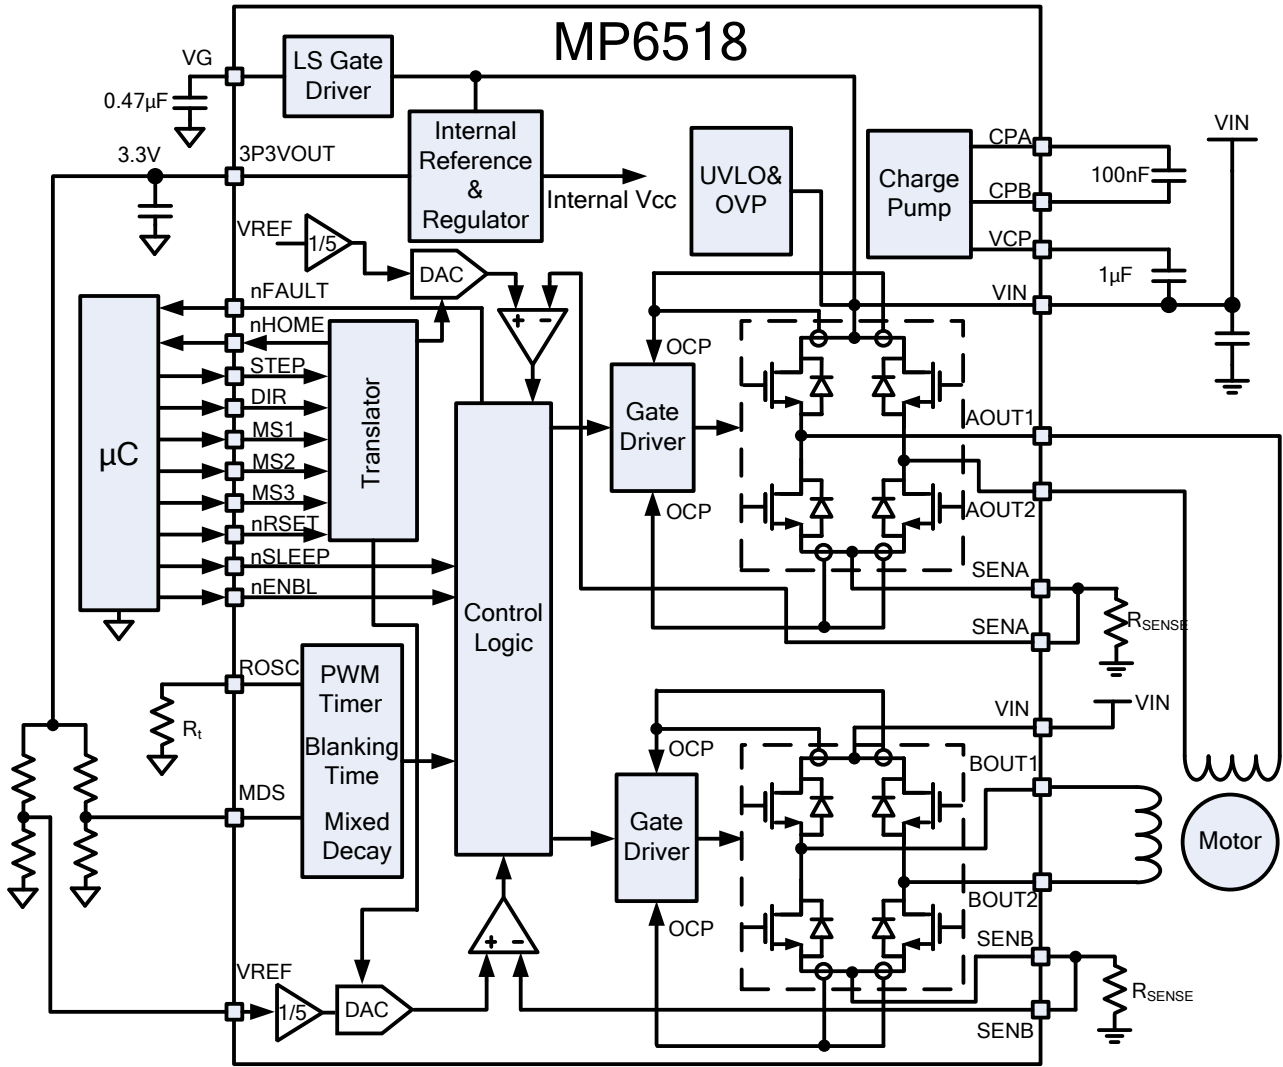 MP6518
VG
LS Gate
Driver
0.47µF
3.3V
3P3VOUT
Internal
Reference
&
Regulator
Internal Vcc
UVLO&
OVP
Charge
Pump
CPA
CPB
VCP
100nF
1µF
VIN
VIN
VREF
1/5
DAC
+ −
nFAULT
nHOME
STEP
DIR
MS1
MS2
MS3
nRSET
nSLEEP
nENBL
µC
Translator
Control
Logic
OCP
Gate
Driver
OCP
AOUT1
AOUT2
SENA
SENA
RSENSE
ROSC
Rt
MDS
PWM
Timer
Blanking
Time
Mixed
Decay
VIN
VIN
OCP
Gate
Driver
OCP
BOUT1
BOUT2
Motor
SENB
SENB
RSENSE
+ −
VREF
1/5
DAC